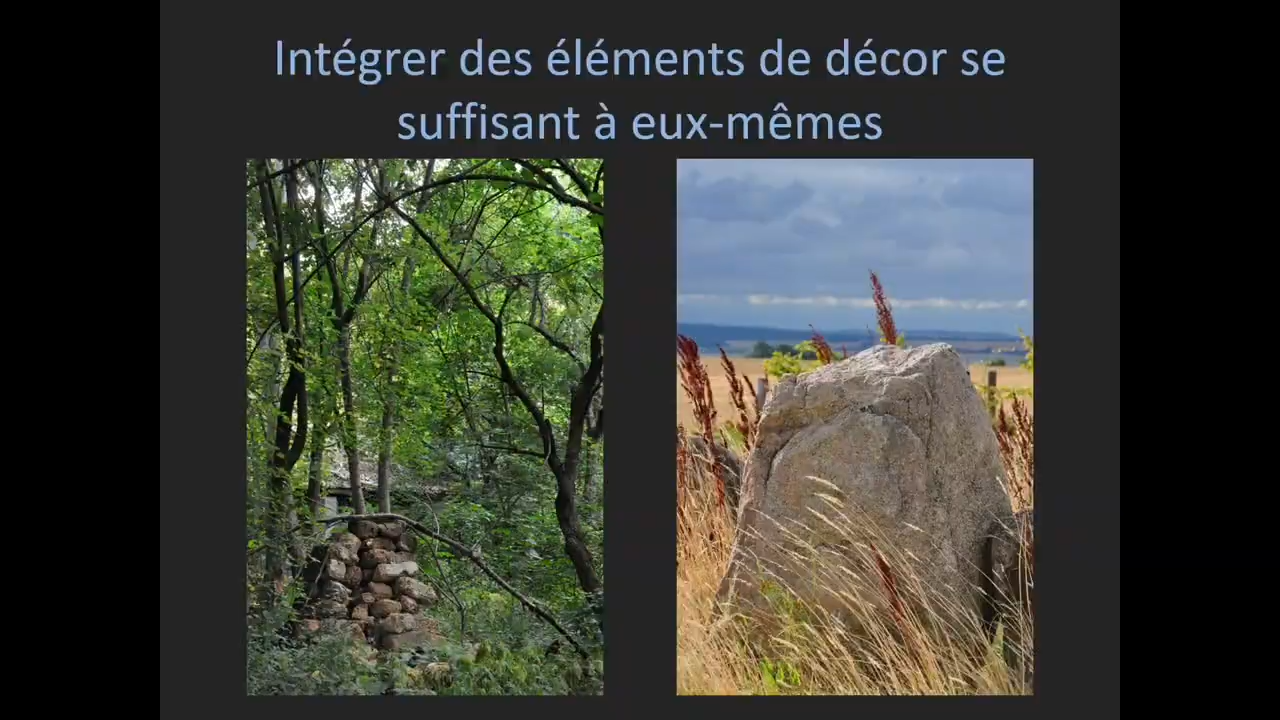 Intégrer des éléments de décor se
suffisant à eux-mêmes